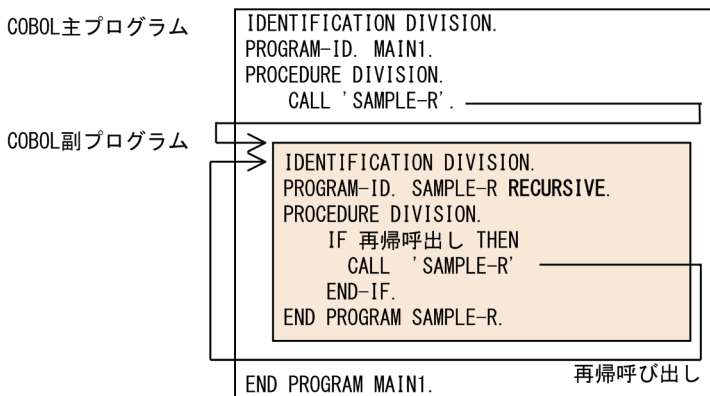 COBOL主プログラム
IDENTIFICATION DIVISION.
PROGRAM-ID. MAIN1.
PROCEDURE DIVISION.
CALL 'SAMPLE-R'.
COBOL副プログラム
IDENTIFICATION DIVISION.
PROGRAM-ID. SAMPLE-R RECURSIVE.
PROCEDURE DIVISION.
IF 再帰呼出し THEN
CALL 'SAMPLE-R'
END-IF.
END PROGRAM SAMPLE-R.
再帰呼び出し
END PROGRAM MAIN1.